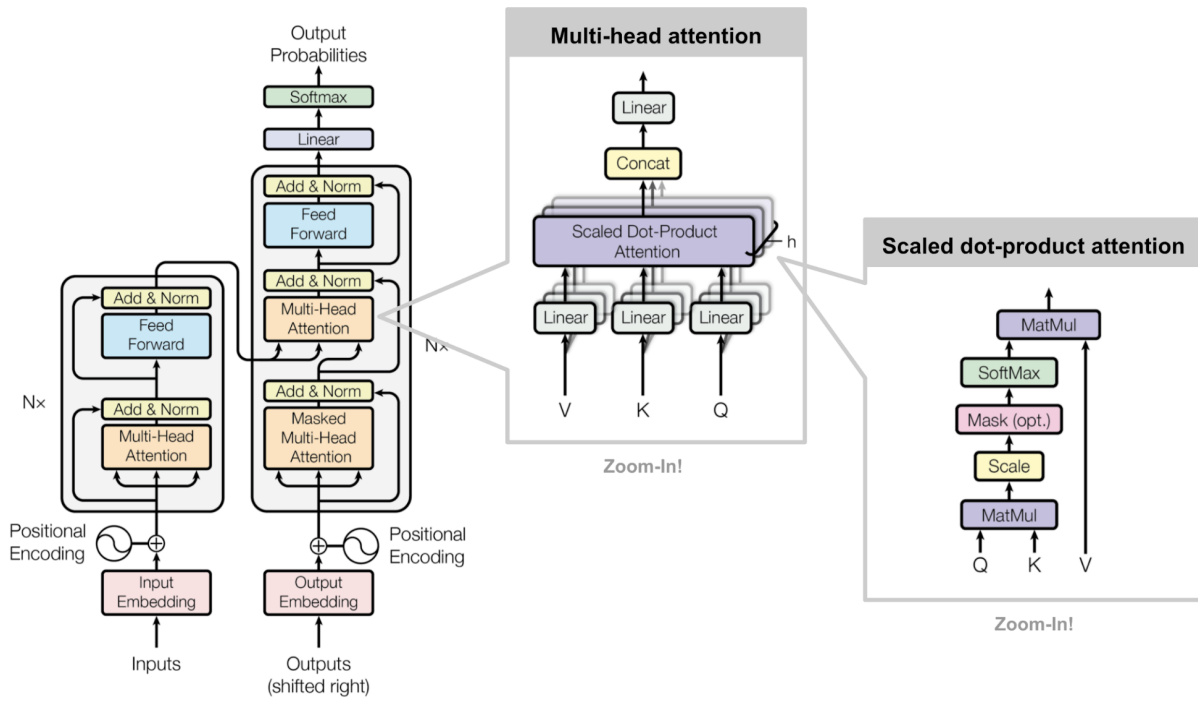 Output
Probabilities
Softmax
Linear
Add & Norm
Feed
Forward
Add & Norm
Multi-Head
Attention
Nx
Add & Norm
Masked
Multi-Head
Attention
Add & Norm
Feed
Forward
Nx
Add & Norm
Multi-Head
Attention
Positional
Encoding
Positional
Encoding
Input
Embedding
Output
Embedding
Inputs
Outputs
(shifted right)
Multi-head attention
Linear
Concat
Scaled Dot-Product
Attention
h
Linear
Linear
Linear
V
K
Q
Zoom-In!
Scaled dot-product attention
MatMul
SoftMax
Mask (opt.)
Scale
MatMul
Q
K
V
Zoom-In!